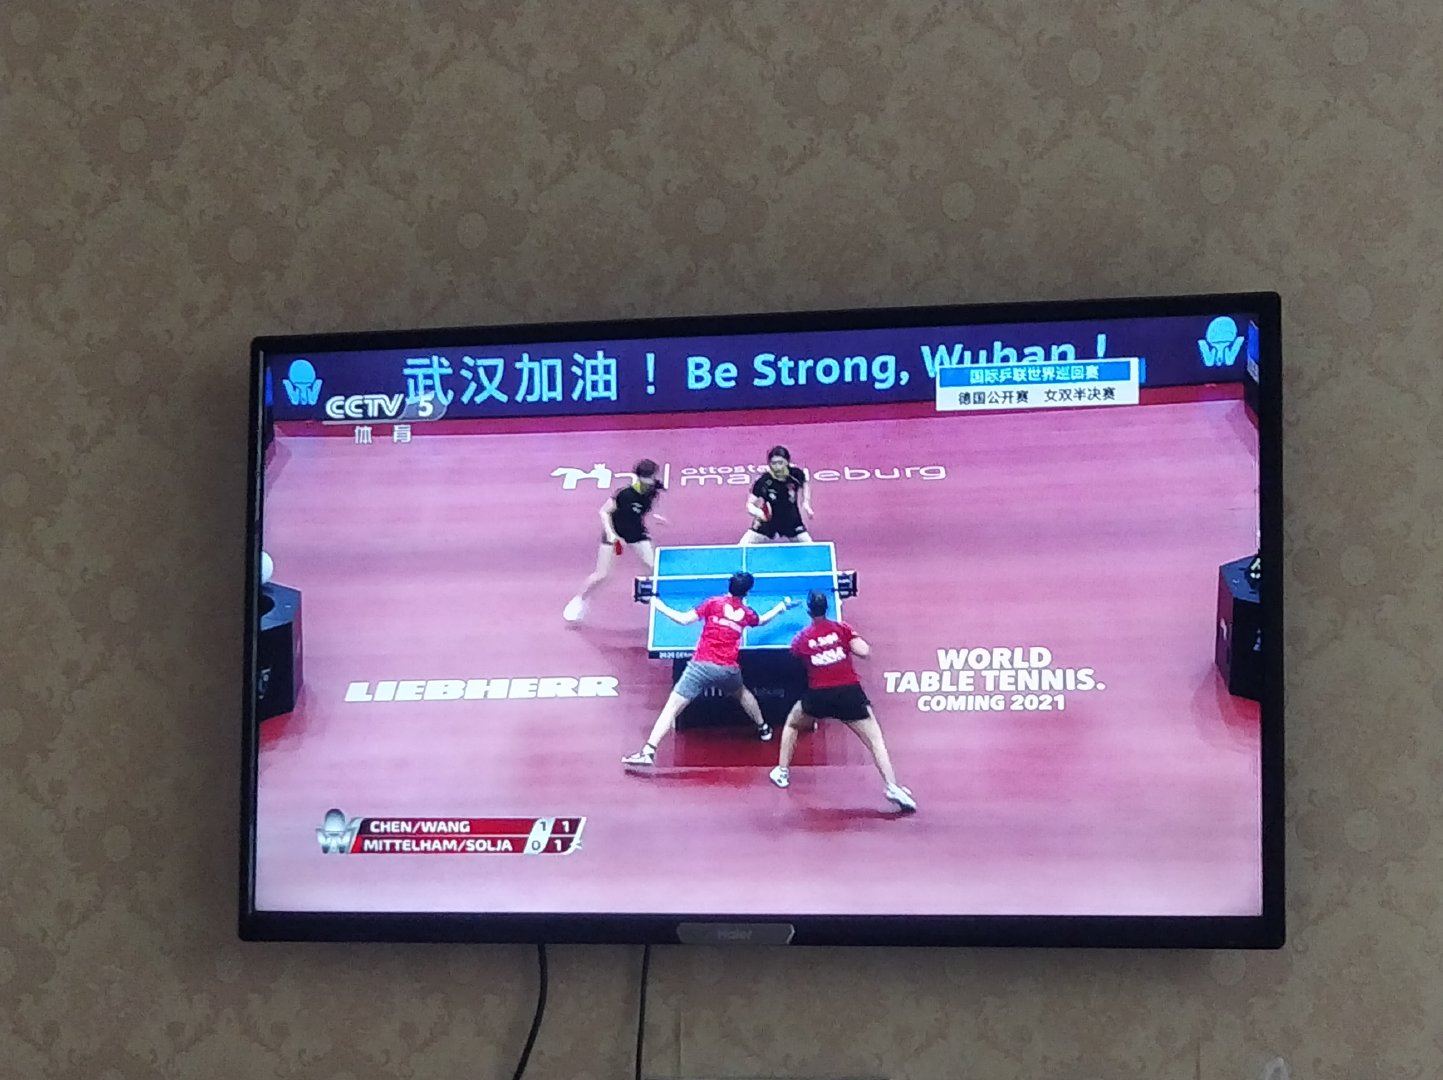 武汉加油！ Be Strong, Wuhan !
国际乒联世界巡回赛
德国公开赛 女双半决赛
CCTV 5
体育
LIEBHERR
WORLD
TABLE TENNIS.
COMING 2021
CHEN/WANG 1 1
MITTELHAM/SOLJA 0 1
Haier